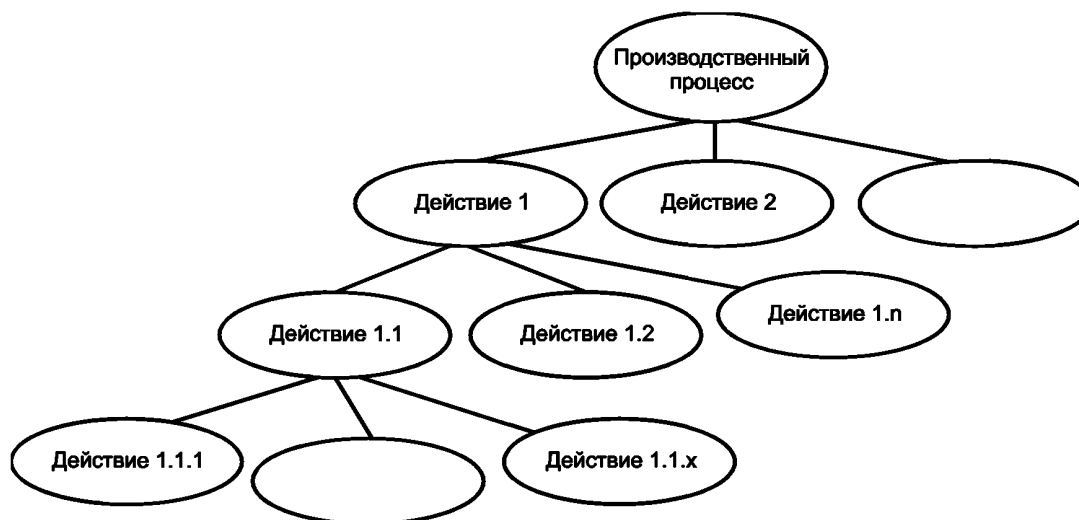 Производственный
процесс
Действие 1
Действие 2
Действие 1.1
Действие 1.2
Действие 1.n
Действие 1.1.1
Действие 1.1.x